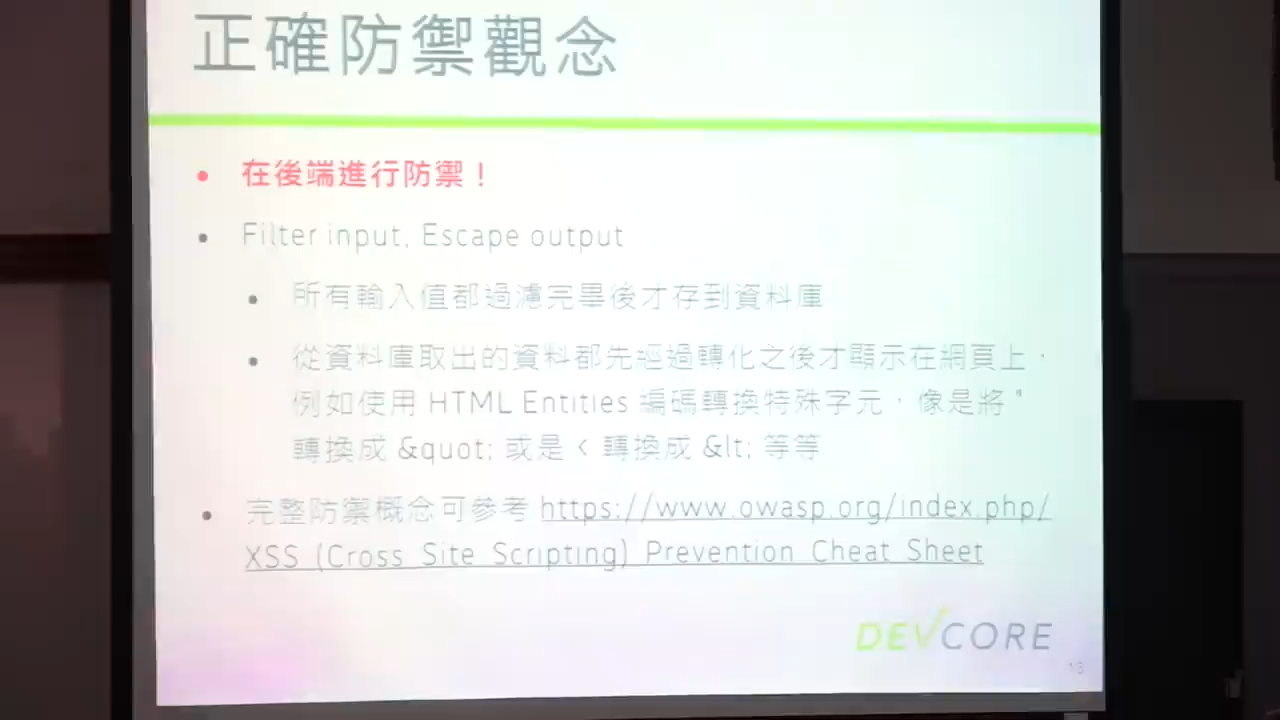 正確防禦觀念
• 在後端進行防禦！
• Filter input, Escape output
• 所有輸入值都過濾完畢後才存到資料庫
• 從資料庫取出的資料都先經過轉化之後才顯示在網頁上，
例如使用 HTML Entities 編碼轉換特殊字元，像是將 "
轉換成 &quot; 或是 < 轉換成 &lt; 等等
• 完整防禦概念可參考 https://www.owasp.org/index.php/
XSS_(Cross_Site_Scripting)_Prevention_Cheat_Sheet
DEVCORE
13